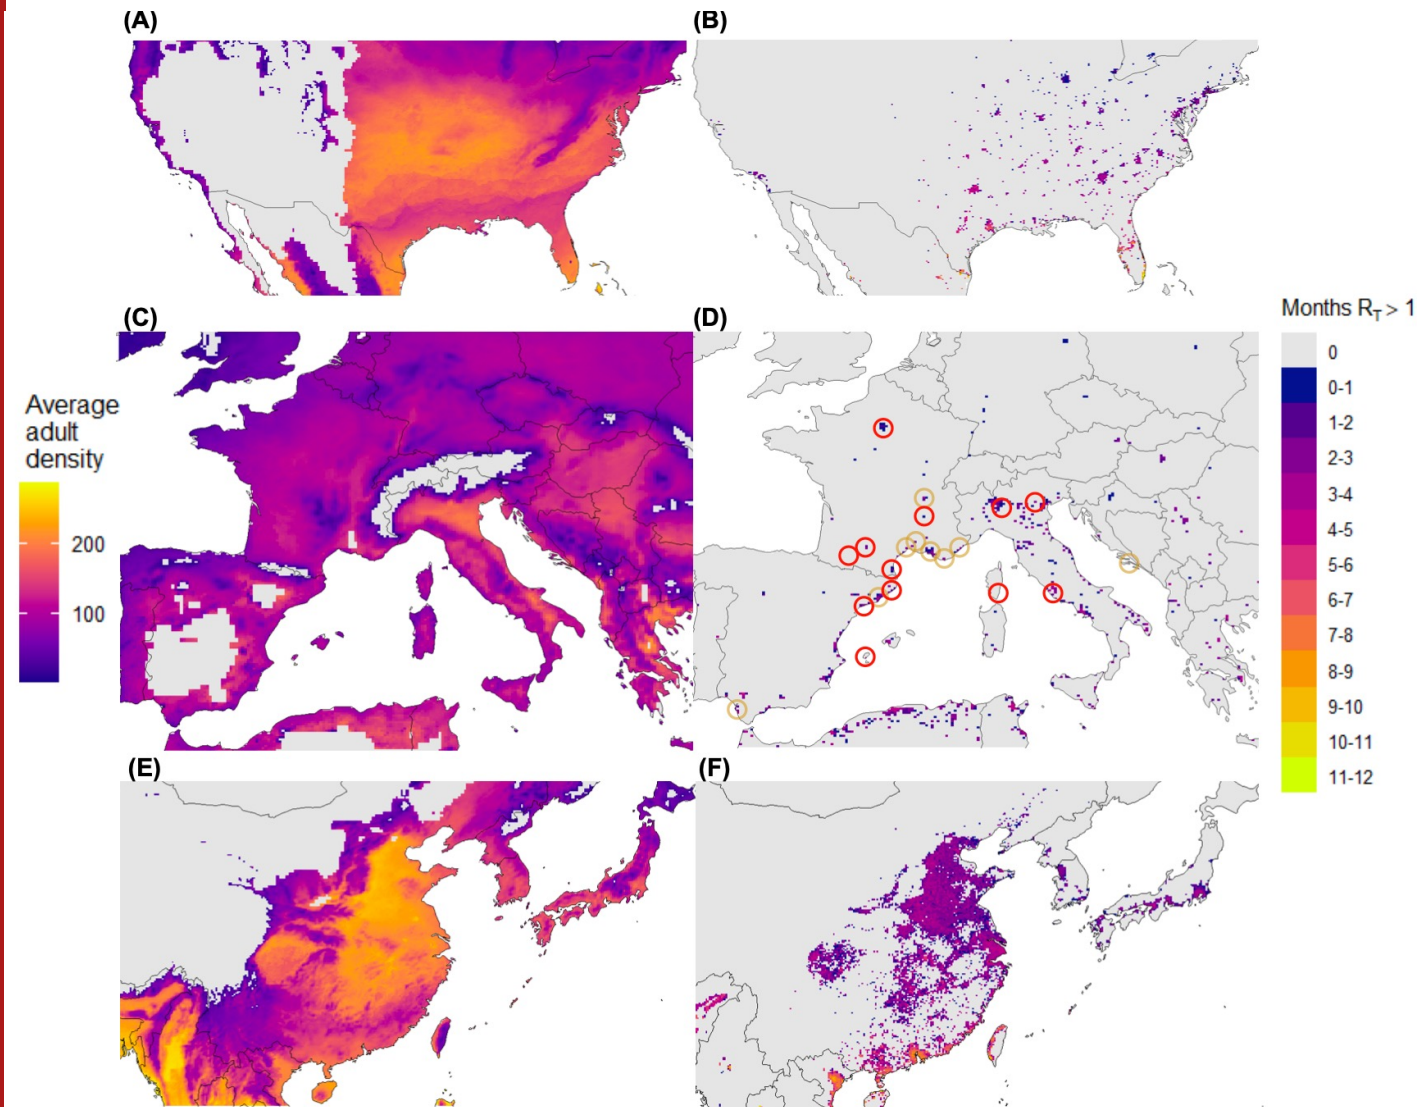 (A)
(B)
(C)
(D)
Average
adult
density
200
100
Months R_T > 1
0
0-1
1-2
2-3
3-4
4-5
5-6
6-7
7-8
8-9
9-10
10-11
11-12
(E)
(F)